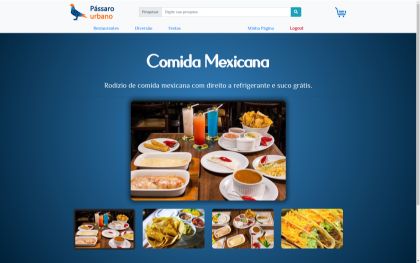 Pássaro
urbano
Pesquisar Digite sua pesquisa
Restaurantes Diversão Festas Minha Página Logout
Comida Mexicana
Rodízio de comida mexicana com direito a refrigerante e suco grátis.